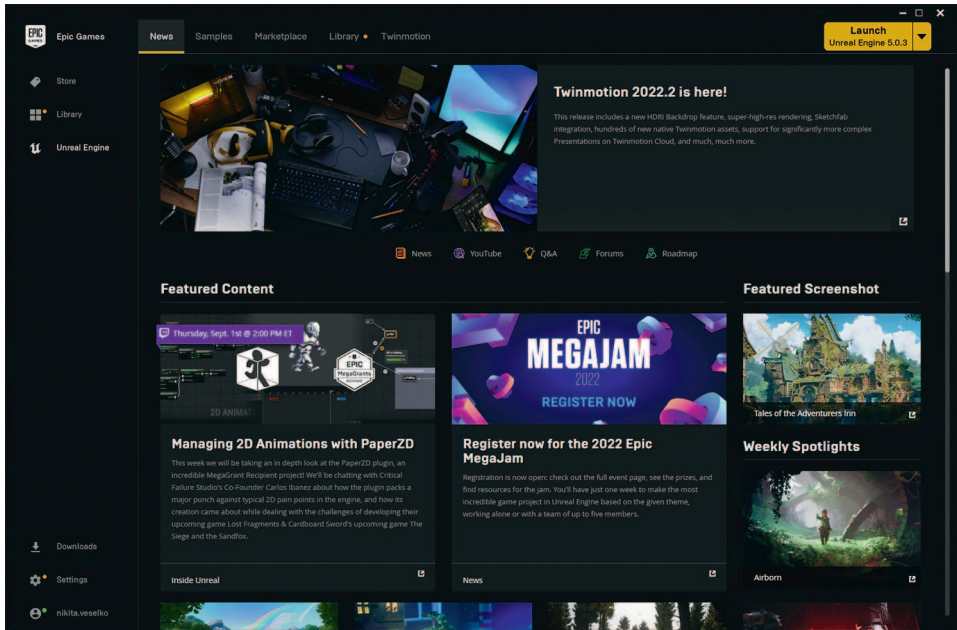 EPIC
GAMES
Epic Games
News
Samples
Marketplace
Library
Twinmotion
Launch
Unreal Engine 5.0.3
Store
Library
Unreal Engine
Twinmotion 2022.2 is here!
This release includes a new HDRI Backdrop feature, super-high-res rendering, Sketchfab
integration, hundreds of new native Twinmotion assets, support for significantly more complex
Presentations on Twinmotion Cloud, and much, much more.
News
YouTube
Q&A
Forums
Roadmap
Featured Content
Featured Screenshot
Thursday, Sept. 1st @ 2:00 PM ET
EPIC
MegaGrants
2D ANIMA
EPIC
MEGAJAM
2022
REGISTER NOW
Tales of the Adventurers Inn
Managing 2D Animations with PaperZD
This week we will be taking an in depth look at the PaperZD plugin, an
incredible MegaGrant Recipient project! We'll be chatting with Critical
Failure Studio's Co-Founder Carlos Ibanez about how the plugin packs a
major punch against typical 2D pain points in the engine, and how its
creation came about while dealing with the challenges of developing their
upcoming game Lost Fragments & Cardboard Sword's upcoming game The
Siege and the Sandfox.
Inside Unreal
Register now for the 2022 Epic
MegaJam
Registration is now open: check out the full event page, see the prizes, and
find resources for the jam. You'll have just one week to make the most
incredible game project in Unreal Engine based on the given theme,
working alone or with a team of up to five members.
News
Weekly Spotlights
Airborn
Downloads
Settings
nikita.veselko